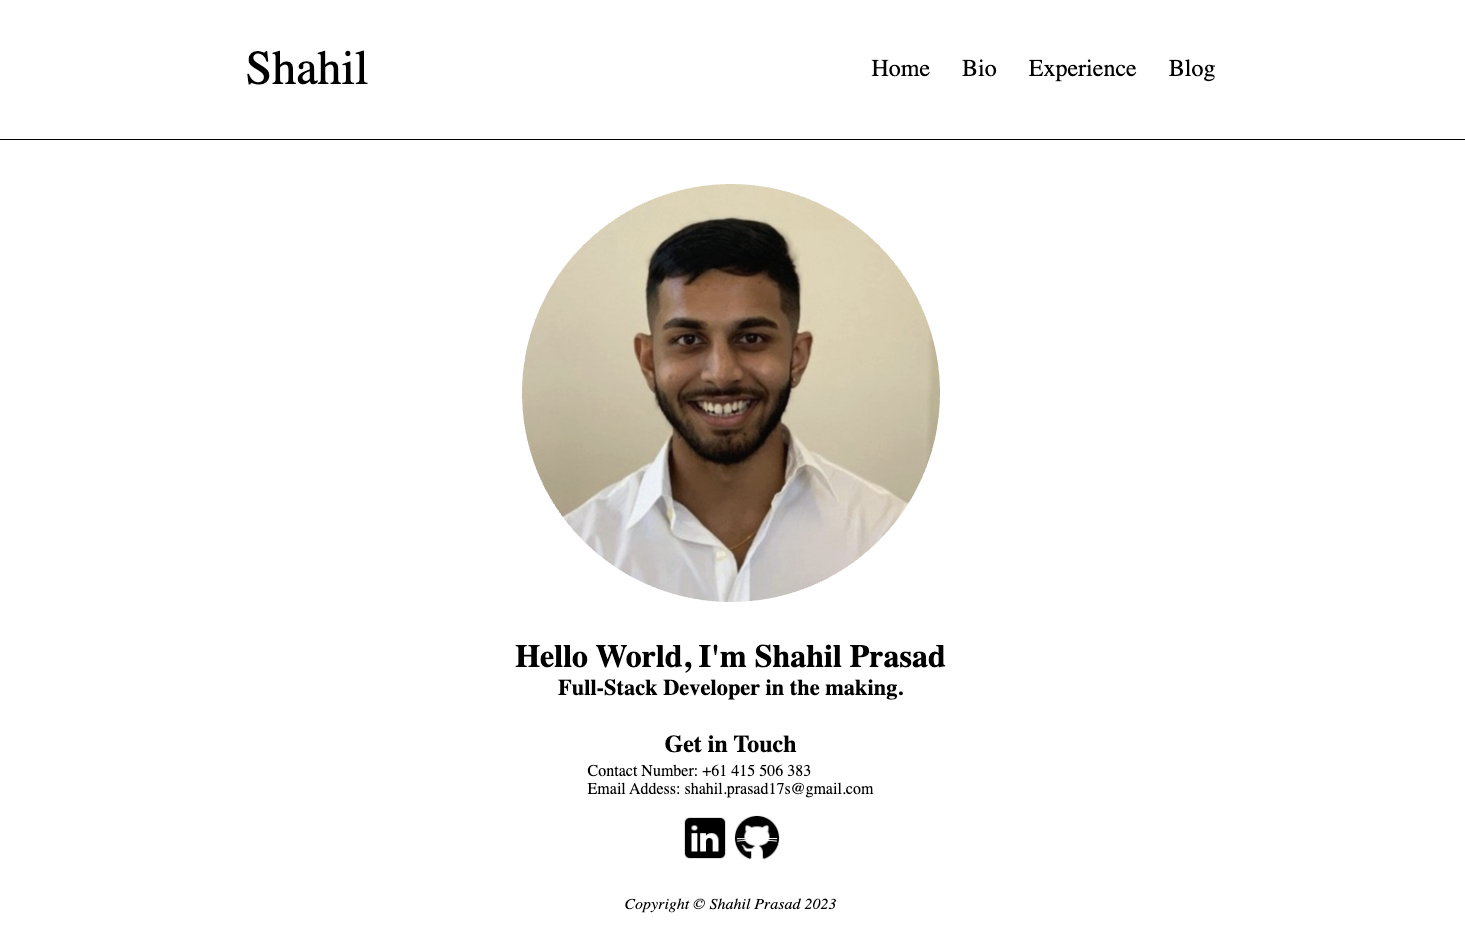 Shahil
Home Bio Experience Blog
Hello World, I'm Shahil Prasad
Full-Stack Developer in the making.
Get in Touch
Contact Number: +61 415 506 383
Email Addess: shahil.prasad17s@gmail.com
in
Copyright © Shahil Prasad 2023